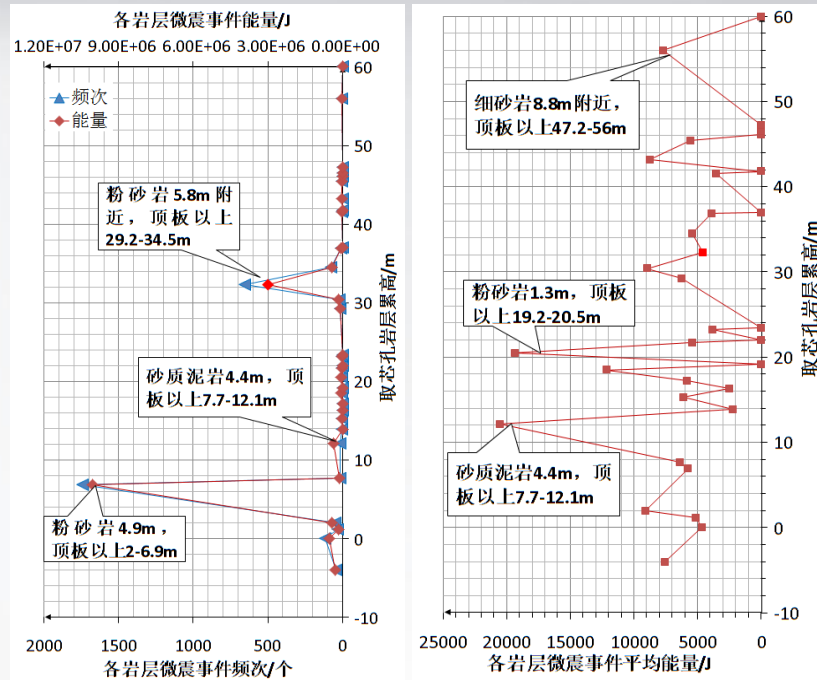 各岩层微震事件能量/J
1.20E+07 9.00E+06 6.00E+06 3.00E+06 0.00E+00
频次
能量
粉砂岩5.8m附
近，顶板以上
29.2-34.5m
砂质泥岩4.4m，顶
板以上7.7-12.1m
粉砂岩4.9m，
顶板以上2-6.9m
60
50
40
30
20
10
0
-10
取芯孔岩层累高/m
2000 1500 1000 500 0
各岩层微震事件频次/个
细砂岩8.8m附近，
顶板以上47.2-56m
粉砂岩1.3m，顶板
以上19.2-20.5m
砂质泥岩4.4m，顶
板以上7.7-12.1m
60
50
40
30
20
10
0
-10
取芯孔岩层累高/m
25000 20000 15000 10000 5000 0
各岩层微震事件平均能量/J